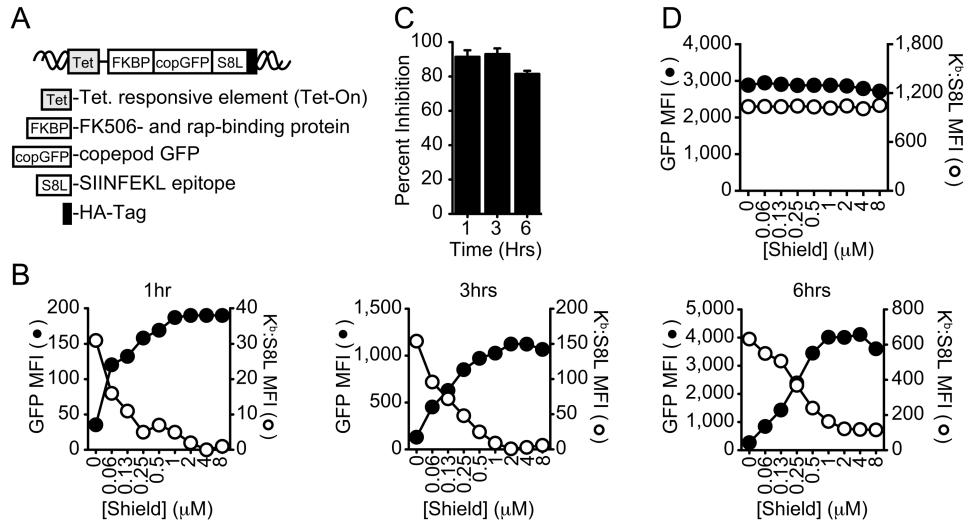 A
Tet FKBP copGFP S8L
Tet -Tet. responsive element (Tet-On)
FKBP -FK506- and rap-binding protein
copGFP -copepod GFP
S8L -SIINFEKL epitope
-HA-Tag
C
Percent Inhibition
100
80
60
40
20
0
1 3 6
Time (Hrs)
D
GFP MFI (●)
4,000
3,000
2,000
1,000
0
1,800
1,200
600
0
Kᵇ:S8L MFI (○)
0 0.06 0.13 0.25 0.5 1 2 4 8
[Shield] (μM)
B
1hr
GFP MFI (●)
200
150
100
50
0
40
30
20
10
0
Kᵇ:S8L MFI (○)
0 0.06 0.13 0.25 0.5 1 2 4 8
[Shield] (μM)
3hrs
GFP MFI (●)
1,500
1,000
500
0
200
150
100
50
0
Kᵇ:S8L MFI (○)
0 0.06 0.13 0.25 0.5 1 2 4 8
[Shield] (μM)
6hrs
GFP MFI (●)
5,000
4,000
3,000
2,000
1,000
0
800
600
400
200
0
Kᵇ:S8L MFI (○)
0 0.06 0.13 0.25 0.5 1 2 4 8
[Shield] (μM)